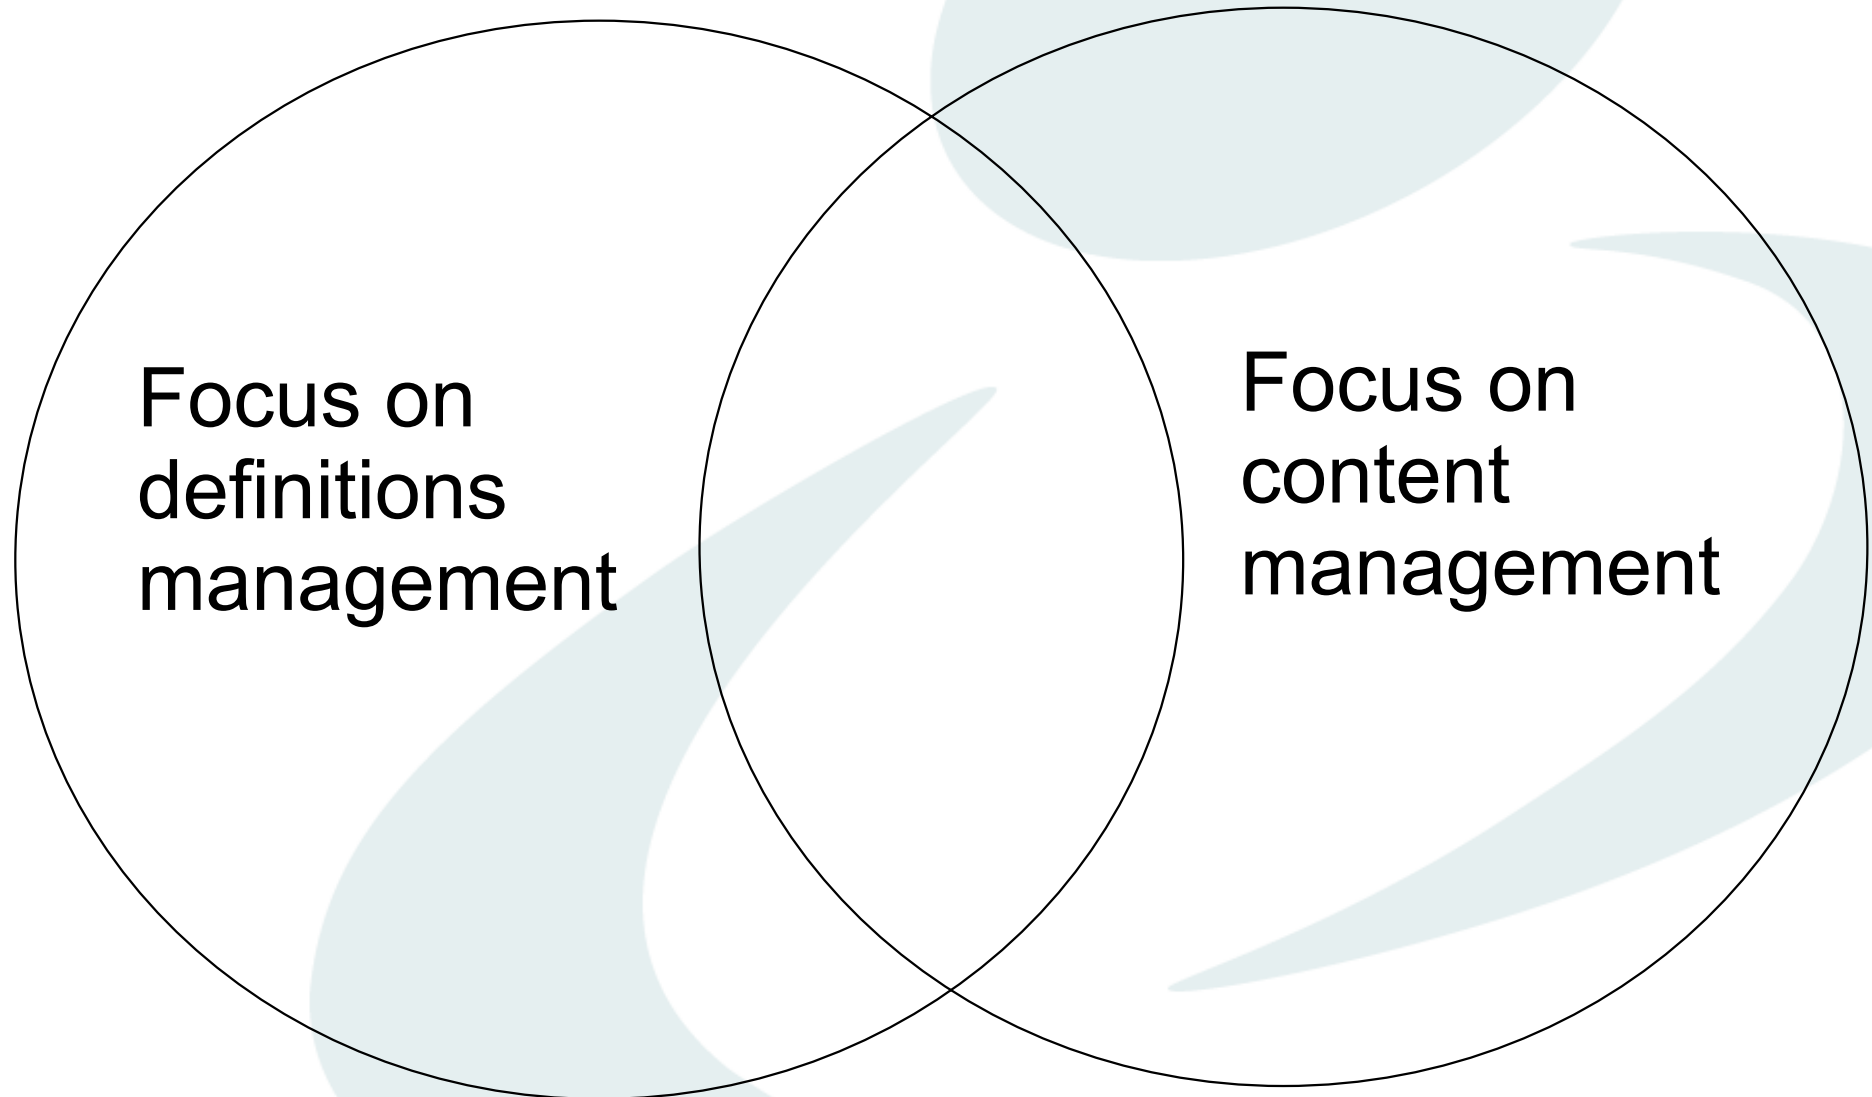 Focus on
definitions
management
Focus on
content
management